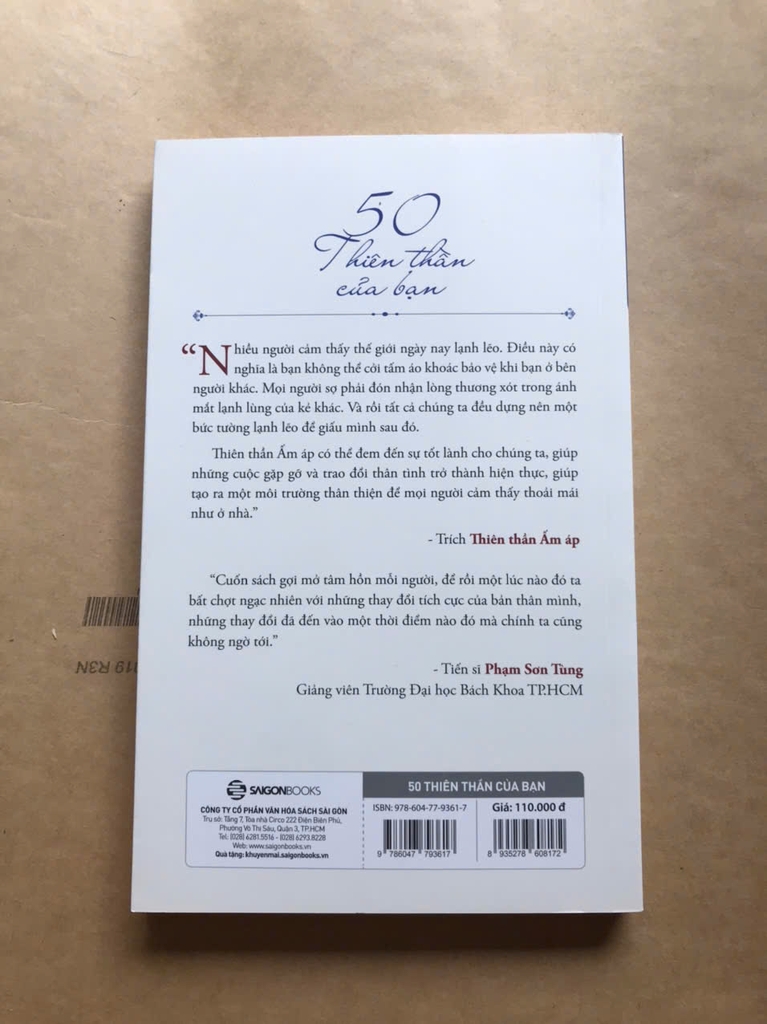 50
Thiên thần
của bạn
“Nhiều người cảm thấy thế giới ngày nay lạnh lẽo. Điều này có
nghĩa là bạn không thể cởi tấm áo khoác bảo vệ khi bạn ở bên
người khác. Mọi người sợ phải đón nhận lòng thương xót trong ánh
mắt lạnh lùng của kẻ khác. Và rồi tất cả chúng ta đều dựng nên một
bức tường lạnh lẽo để giấu mình sau đó.
Thiên thần Ấm áp có thể đem đến sự tốt lành cho chúng ta, giúp
những cuộc gặp gỡ và trao đổi thân tình trở thành hiện thực, giúp
tạo ra một môi trường thân thiện để mọi người cảm thấy thoải mái
như ở nhà.”
- Trích Thiên thần Ấm áp
“Cuốn sách gợi mở tâm hồn mỗi người, để rồi một lúc nào đó ta
bất chợt ngạc nhiên với những thay đổi tích cực của bản thân mình,
những thay đổi đã đến vào một thời điểm nào đó mà chính ta cũng
không ngờ tới.”
- Tiến sĩ Phạm Sơn Tùng
Giảng viên Trường Đại học Bách Khoa TP.HCM
SAIGONBOOKS
CÔNG TY CỔ PHẦN VĂN HÓA SÁCH SÀI GÒN
Trụ sở: Tầng 7, Tòa nhà Circo 222 Điện Biên Phủ,
Phường Võ Thị Sáu, Quận 3, TP.HCM
Tel: (028) 6281.5516 - (028) 6293.8228
Web: www.saigonbooks.vn
Quà tặng: khuyenmai.saigonbooks.vn
50 THIÊN THẦN CỦA BẠN
ISBN: 978-604-77-9361-7
9 786047 793617
Giá: 110.000 đ
8 935278 608172
119 R3N